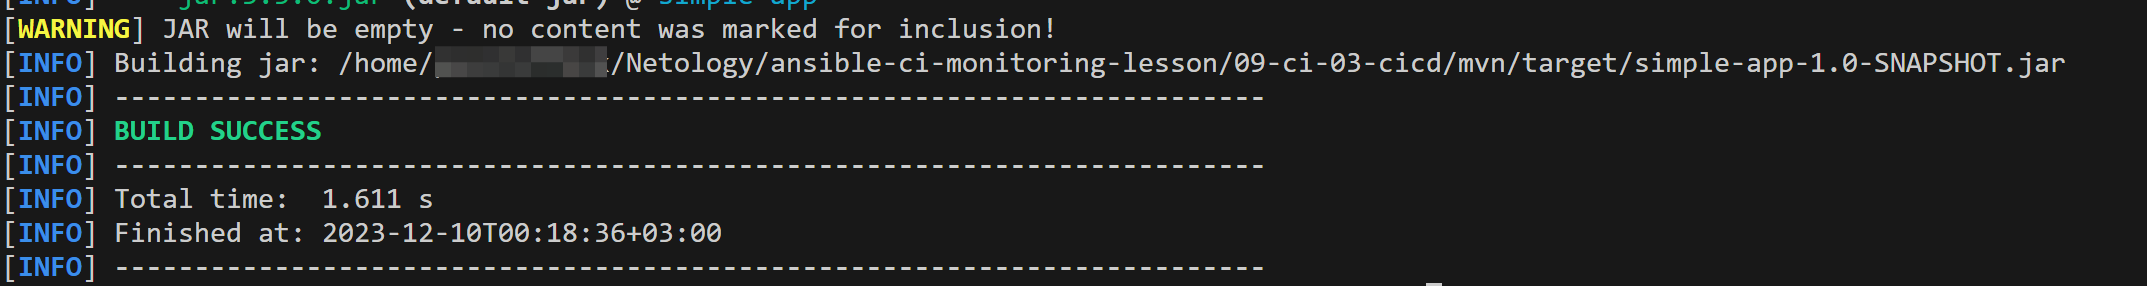 [WARNING] JAR will be empty - no content was marked for inclusion!
[INFO] Building jar: /home/ /Netology/ansible-ci-monitoring-lesson/09-ci-03-cicd/mvn/target/simple-app-1.0-SNAPSHOT.jar
[INFO] ------------------------------------------------------------------------
[INFO] BUILD SUCCESS
[INFO] ------------------------------------------------------------------------
[INFO] Total time:  1.611 s
[INFO] Finished at: 2023-12-10T00:18:36+03:00
[INFO] ------------------------------------------------------------------------